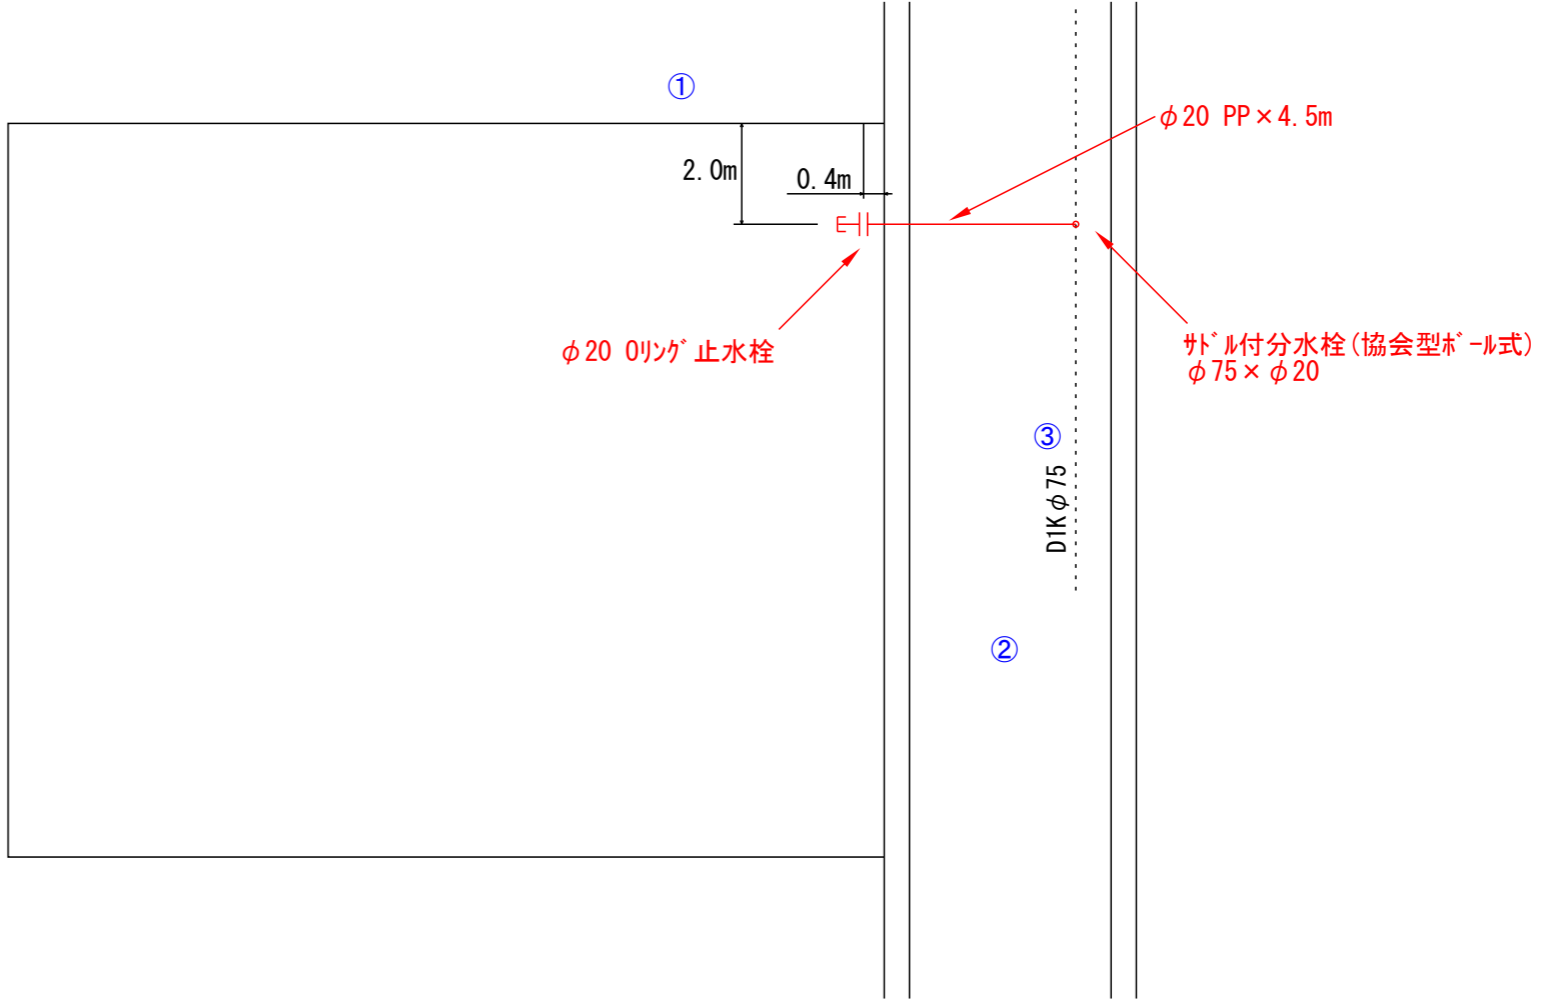 ①
φ20 PP×4.5m
2.0m
0.4m
φ20 Oリング止水栓
サドル付分水栓(協会型ボール式)
φ75×φ20
③
D1Kφ75
②